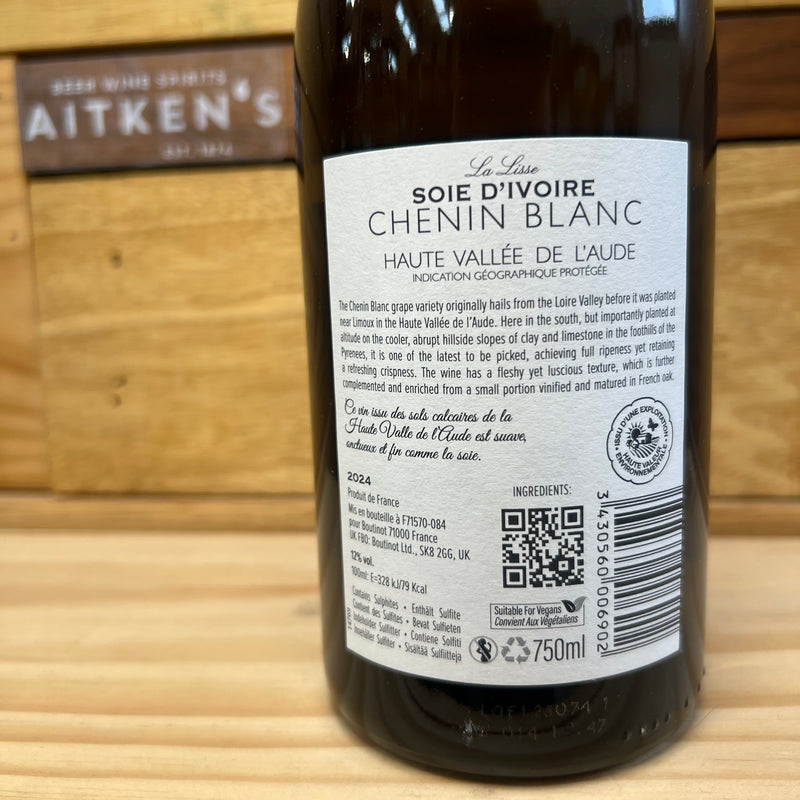 BEER WINE SPIRITS
AITKEN'S
EST. 1874
La Lisse
SOIE D'IVOIRE
CHENIN BLANC
HAUTE VALLÉE DE L'AUDE
INDICATION GÉOGRAPHIQUE PROTÉGÉE
The Chenin Blanc grape variety originally hails from the Loire Valley before it was planted
near Limoux in the Haute Vallée de l'Aude. Here in the south, but importantly planted at
altitude on the cooler, abrupt hillside slopes of clay and limestone in the foothills of the
Pyrenees, it is one of the latest to be picked, achieving full ripeness yet retaining
a refreshing crispness. The wine has a fleshy yet luscious texture, which is further
complemented and enriched from a small portion vinified and matured in French oak.
Ce vin issu des sols calcaires de la
Haute Valle de l'Aude est suave,
onctueux et fin comme la soie.
ISSU D'UNE EXPLOITATION
HAUTE VALEUR
ENVIRONNEMENTALE
2024
Produit de France
Mis en bouteille à F71570-084
pour Boutinot 71000 France
UK FBO: Boutinot Ltd., SK8 2GG, UK
12% vol.
100ml: E=328 kJ/79 Kcal
Contains Sulphites • Enthält Sulfite
Contient des Sulfites • Bevat Sulfieten
Indeholder Sulfitter • Contiene Solfiti
Innehåller Sulfiter • Sisältää Sulfiitteja
INGREDIENTS:
Suitable For Vegans
Convient Aux Végétaliens
750ml
3430560006902